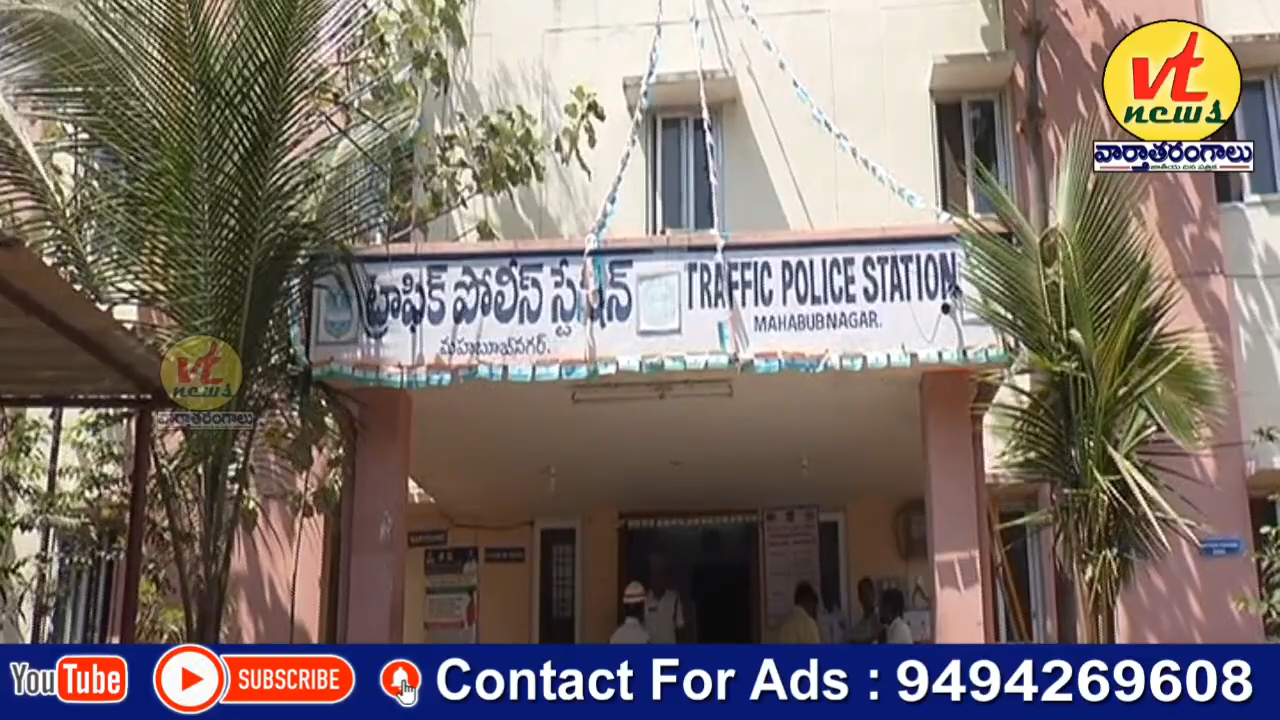 vt
news
వార్తాతరంగాలు
జాతీయ దిన పత్రిక
ట్రాఫిక్ పోలీస్ స్టేషన్
మహబూబ్‌నగర్.
TRAFFIC POLICE STATION
MAHABUBNAGAR.
vt
news
వార్తాతరంగాలు
YouTube
SUBSCRIBE
Contact For Ads : 9494269608